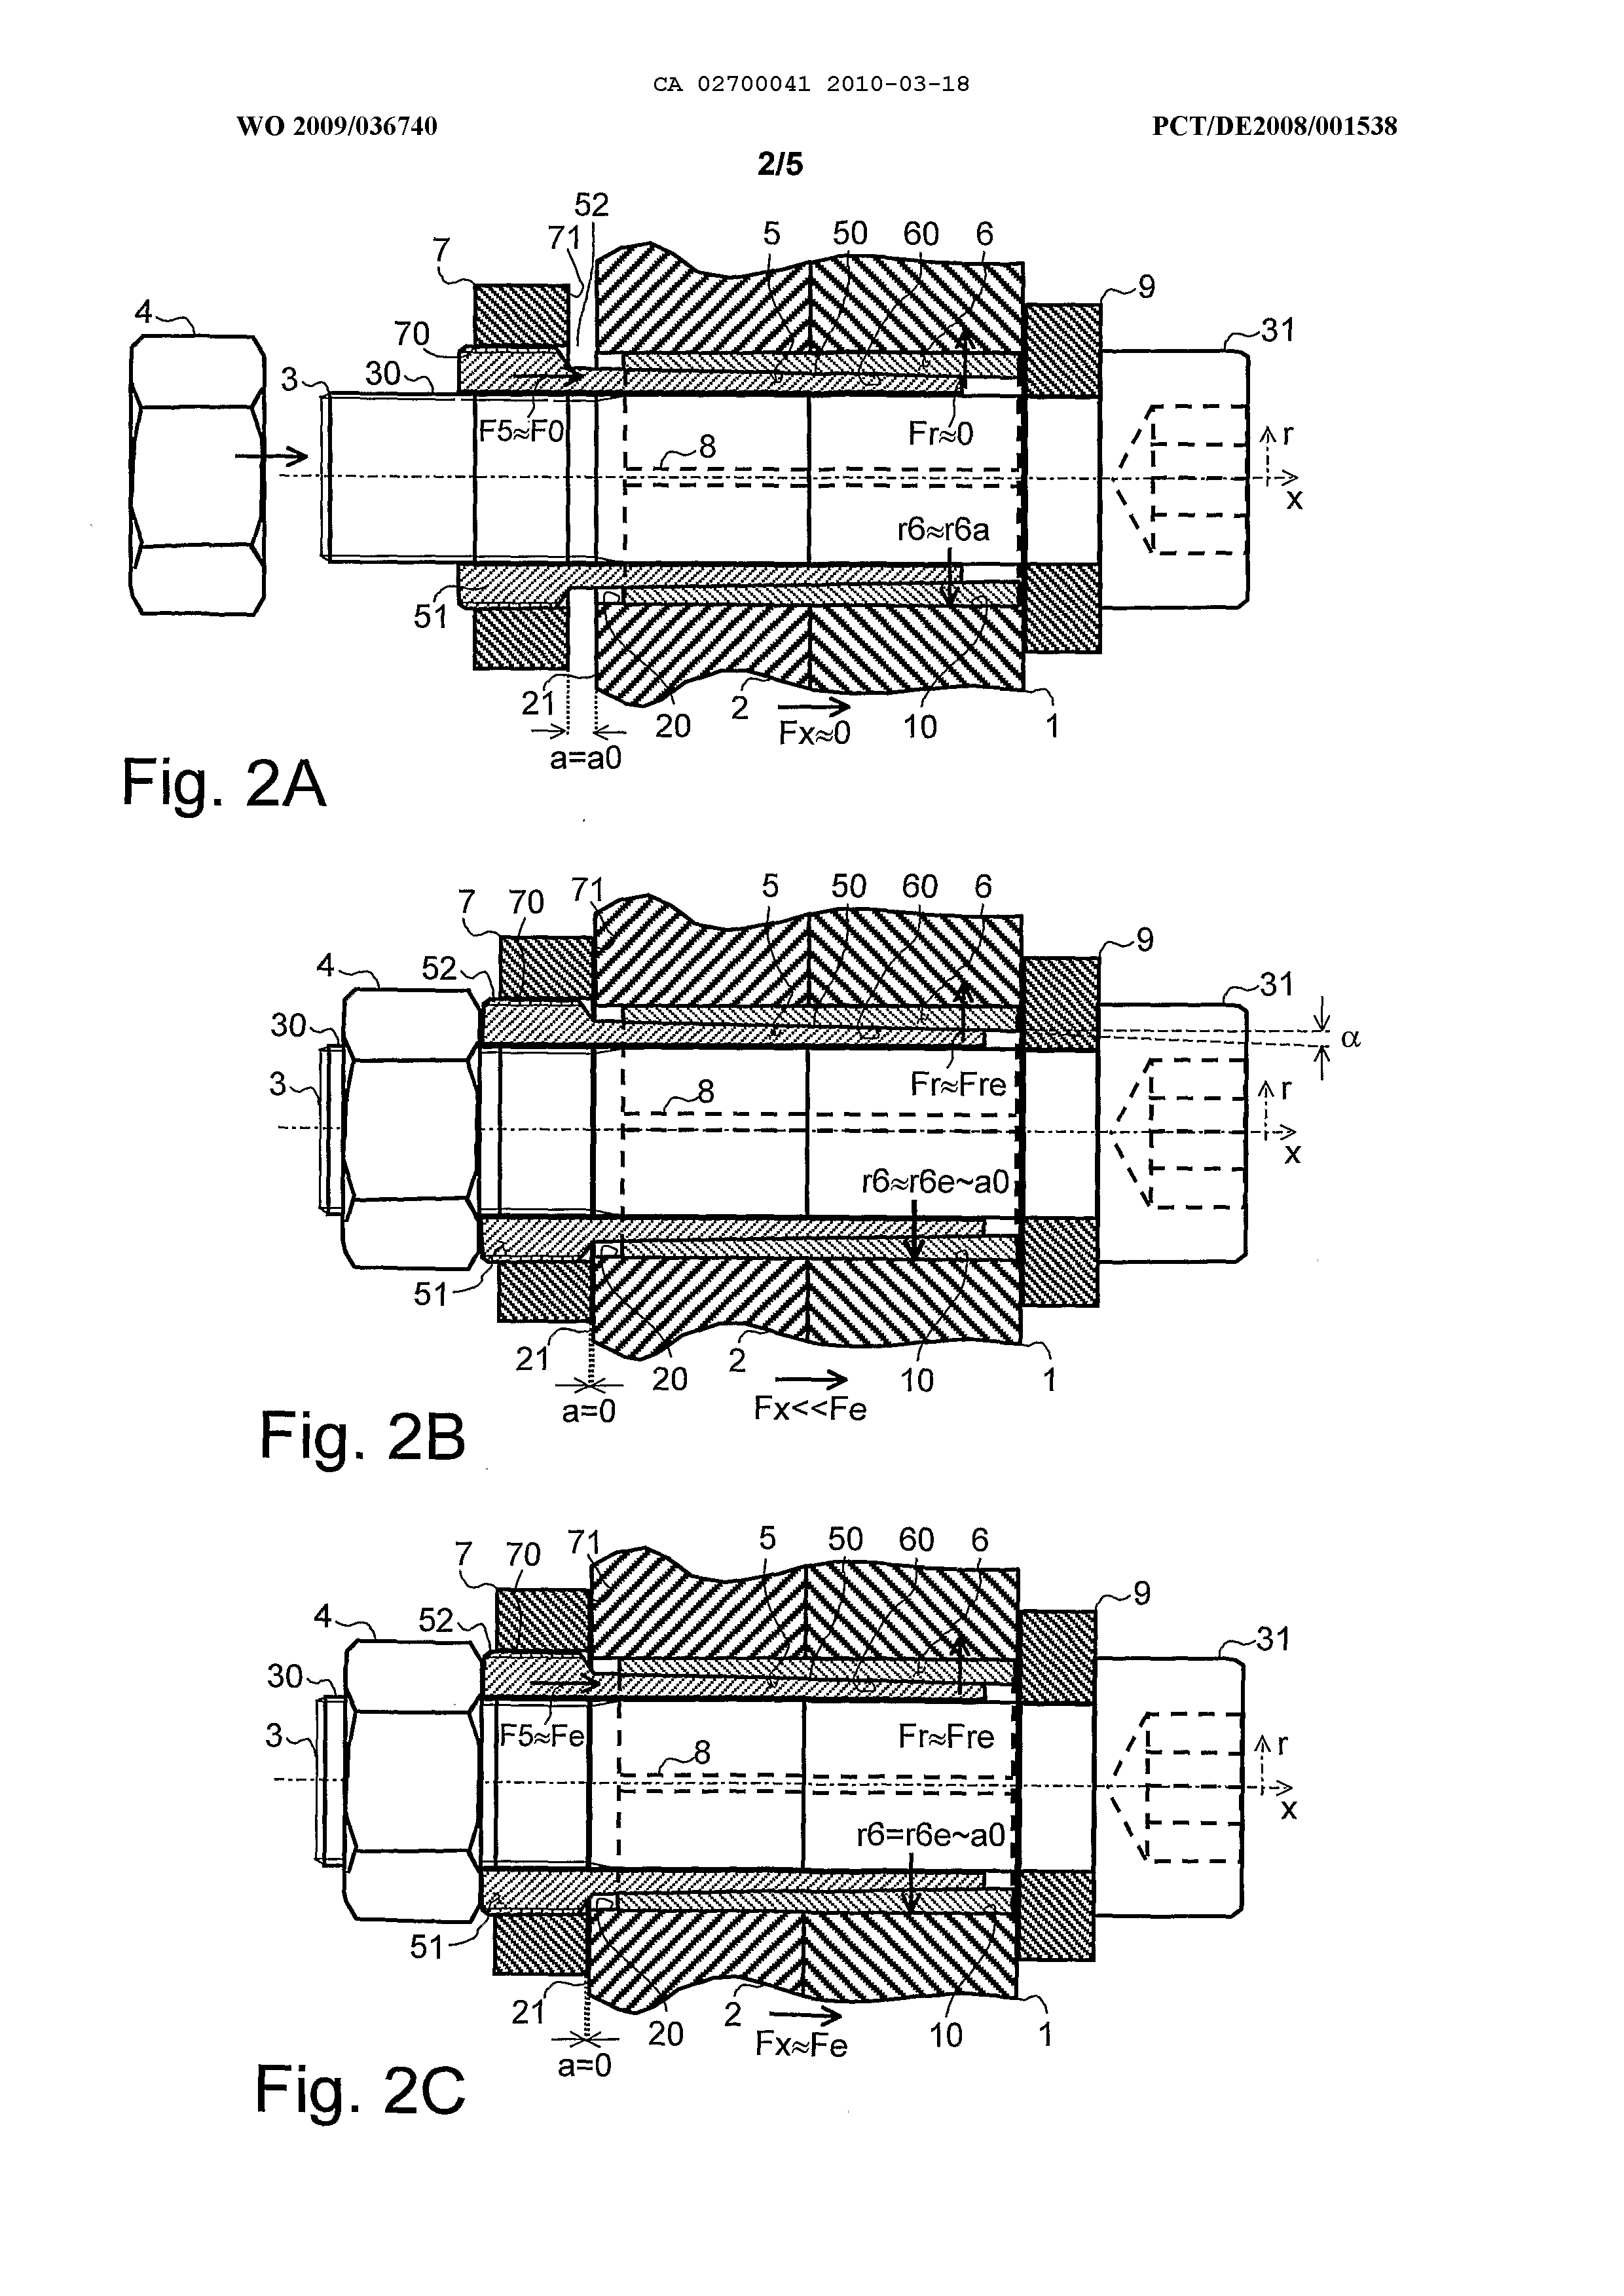 CA 02700041 2010-03-18
WO 2009/036740 PCT/DE2008/001538
2/5
52
71 5 50 60 6
7 9
4 70 31
3 30
F5≈F0 Fr≈0 r
8
x
r6≈r6a
51
21 20 2 10 1
Fx≈0
a=a0
Fig. 2A
71 5 50 60 6
7 70 9
4 52 31
30 α
3 Fr≈Fre r
8
x
r6≈r6e~a0
51
21 20 2 10 1
a=0 Fx<<Fe
Fig. 2B
71 5 50 60 6
7 70 9
4 52 31
30
3 F5≈Fe Fr≈Fre r
8
x
r6=r6e~a0
51
21 20 2 10 1
a=0 Fx≈Fe
Fig. 2C